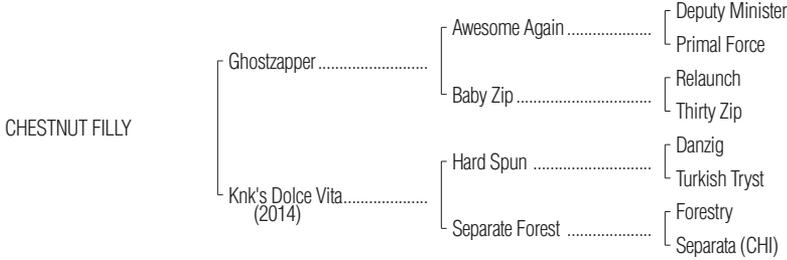 Deputy Minister
Awesome Again ....................
Primal Force
Ghostzapper ..........................
Relaunch
Baby Zip ................................
Thirty Zip
CHESTNUT FILLY
Danzig
Hard Spun ............................
Turkish Tryst
Knk's Dolce Vita....................
(2014)
Forestry
Separate Forest ....................
Separata (CHI)